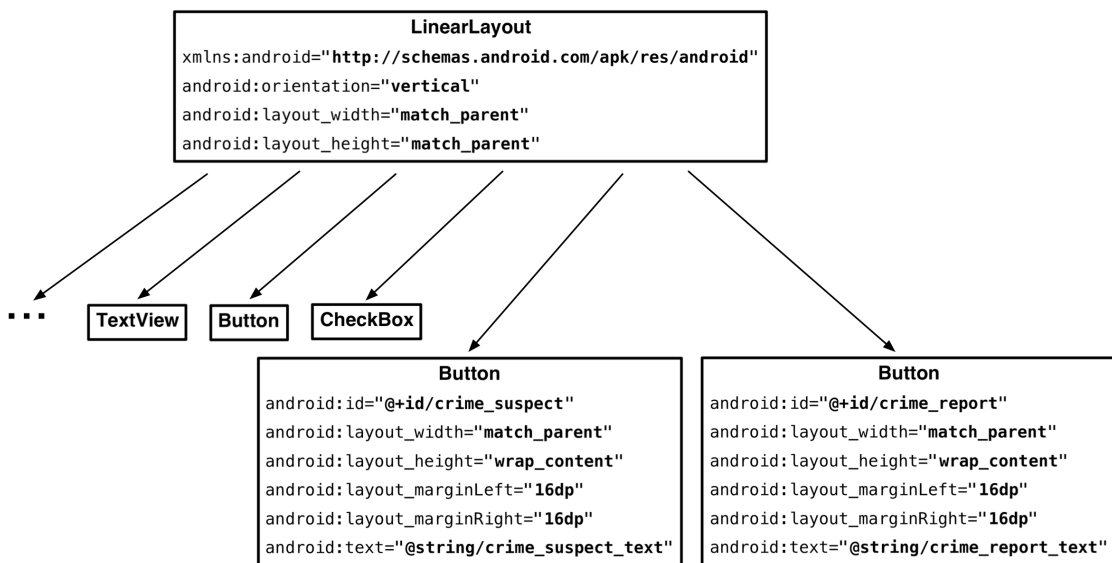 LinearLayout
xmlns:android="http://schemas.android.com/apk/res/android"
android:orientation="vertical"
android:layout_width="match_parent"
android:layout_height="match_parent"
...
TextView
Button
CheckBox
Button
android:id="@+id/crime_suspect"
android:layout_width="match_parent"
android:layout_height="wrap_content"
android:layout_marginLeft="16dp"
android:layout_marginRight="16dp"
android:text="@string/crime_suspect_text"
Button
android:id="@+id/crime_report"
android:layout_width="match_parent"
android:layout_height="wrap_content"
android:layout_marginLeft="16dp"
android:layout_marginRight="16dp"
android:text="@string/crime_report_text"